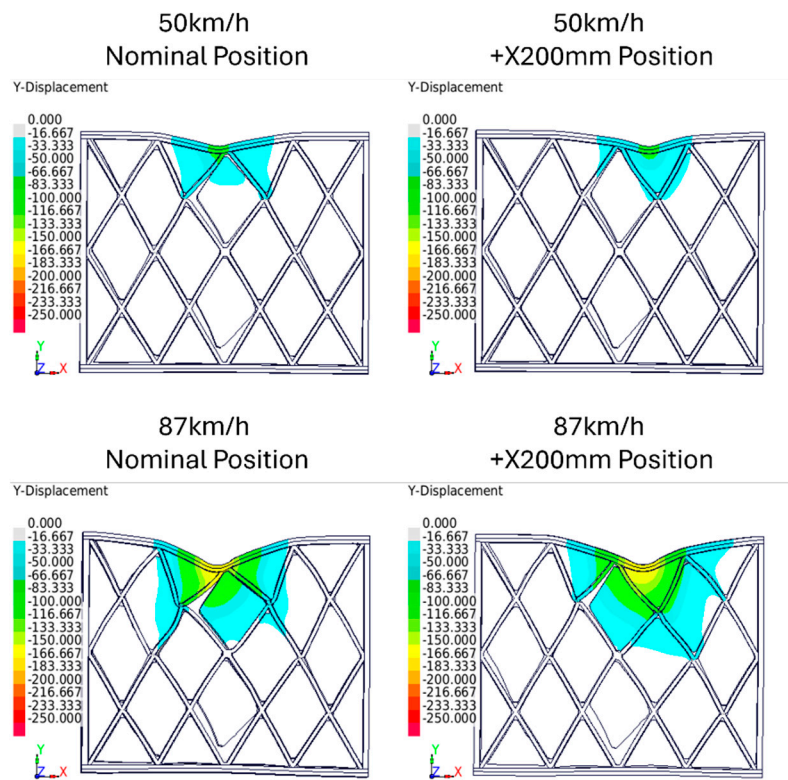 50km/h
Nominal Position
Y-Displacement
0.000
-16.667
-33.333
-50.000
-66.667
-83.333
-100.000
-116.667
-133.333
-150.000
-166.667
-183.333
-200.000
-216.667
-233.333
-250.000
Y
Z
X
50km/h
+X200mm Position
Y-Displacement
0.000
-16.667
-33.333
-50.000
-66.667
-83.333
-100.000
-116.667
-133.333
-150.000
-166.667
-183.333
-200.000
-216.667
-233.333
-250.000
Y
Z
X
87km/h
Nominal Position
Y-Displacement
0.000
-16.667
-33.333
-50.000
-66.667
-83.333
-100.000
-116.667
-133.333
-150.000
-166.667
-183.333
-200.000
-216.667
-233.333
-250.000
Y
Z
X
87km/h
+X200mm Position
Y-Displacement
0.000
-16.667
-33.333
-50.000
-66.667
-83.333
-100.000
-116.667
-133.333
-150.000
-166.667
-183.333
-200.000
-216.667
-233.333
-250.000
Y
Z
X